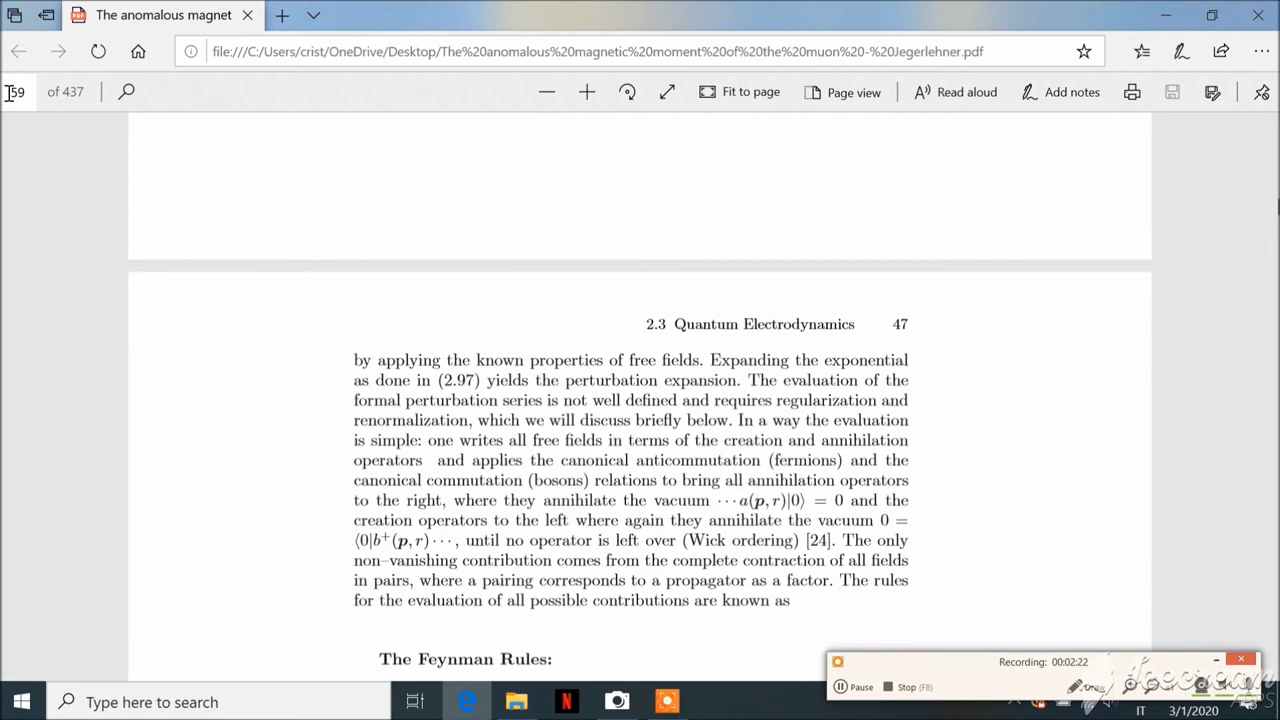 The anomalous magnet
file:///C:/Users/crist/OneDrive/Desktop/The%20anomalous%20magnetic%20moment%20of%20the%20muon%20-%20Jegerlehner.pdf
59 of 437
Fit to page
Page view
Read aloud
Add notes
2.3 Quantum Electrodynamics 47
by applying the known properties of free fields. Expanding the exponential
as done in (2.97) yields the perturbation expansion. The evaluation of the
formal perturbation series is not well defined and requires regularization and
renormalization, which we will discuss briefly below. In a way the evaluation
is simple: one writes all free fields in terms of the creation and annihilation
operators and applies the canonical anticommutation (fermions) and the
canonical commutation (bosons) relations to bring all annihilation operators
to the right, where they annihilate the vacuum ···a(p,r)|0⟩ = 0 and the
creation operators to the left where again they annihilate the vacuum 0 =
⟨0|b⁺(p,r)···, until no operator is left over (Wick ordering) [24]. The only
non–vanishing contribution comes from the complete contraction of all fields
in pairs, where a pairing corresponds to a propagator as a factor. The rules
for the evaluation of all possible contributions are known as
The Feynman Rules:
Recording: 00:02:22
Pause
Stop (F8)
Draw
Type here to search
IT
3/1/2020